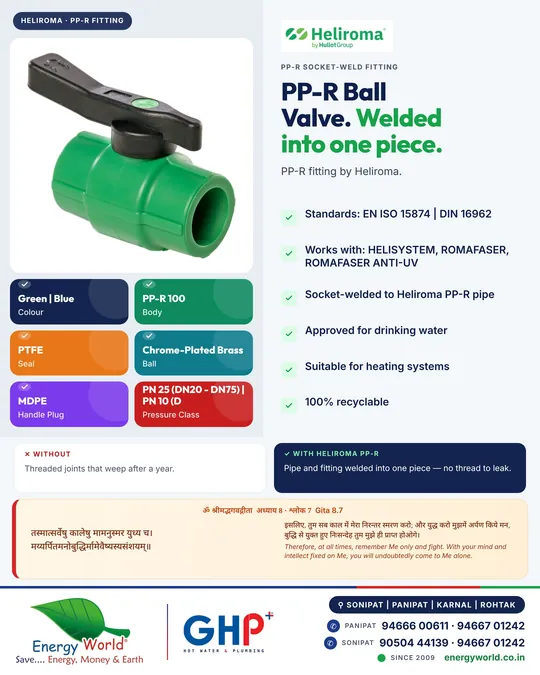 HELIROMA · PP-R FITTING
Heliroma®
by HuliotGroup
PP-R SOCKET-WELD FITTING
PP-R Ball
Valve. Welded
into one piece.
PP-R fitting by Heliroma.
Standards: EN ISO 15874 | DIN 16962
Works with: HELISYSTEM, ROMAFASER,
ROMAFASER ANTI-UV
Socket-welded to Heliroma PP-R pipe
Approved for drinking water
Suitable for heating systems
100% recyclable
Green | Blue
Colour
PP-R 100
Body
PTFE
Seal
Chrome-Plated Brass
Ball
MDPE
Handle Plug
PN 25 (DN20 - DN75) |
PN 10 (D
Pressure Class
✕ WITHOUT
Threaded joints that weep after a year.
✓ WITH HELIROMA PP-R
Pipe and fitting welded into one piece — no thread to leak.
ॐ श्रीमद्भगवद्गीता अध्याय 8 · श्लोक 7 Gita 8.7
तस्मात्सर्वेषु कालेषु मामनुस्मर युध्य च।
मय्यर्पितमनोबुद्धिर्मामेवैष्यस्यसंशयम्॥
इसलिए, तुम सब काल में मेरा निरन्तर स्मरण करो; और युद्ध करो मुझमें अर्पण किये मन,
बुद्धि से युक्त हुए निःसन्देह तुम मुझे ही प्राप्त होओगे।
Therefore, at all times, remember Me only and fight. With your mind and
intellect fixed on Me, you will undoubtedly come to Me alone.
Energy World®
Save.... Energy, Money & Earth
GHP+
HOT WATER & PLUMBING
SONIPAT | PANIPAT | KARNAL | ROHTAK
PANIPAT 94666 00611 · 94667 01242
SONIPAT 90504 44139 · 94667 01242
SINCE 2009 energyworld.co.in